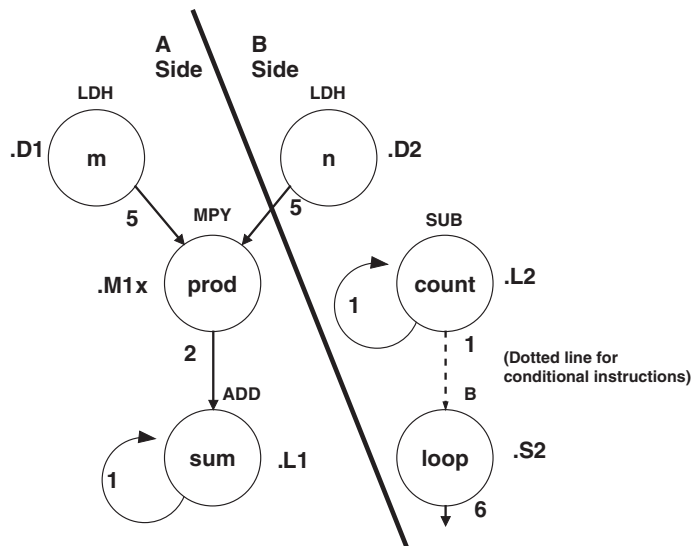 A
Side
B
Side
LDH
LDH
.D1
m
n
.D2
5
5
MPY
SUB
.M1x
prod
count
.L2
1
2
1
(Dotted line for
conditional instructions)
ADD
B
sum
.L1
loop
.S2
1
6